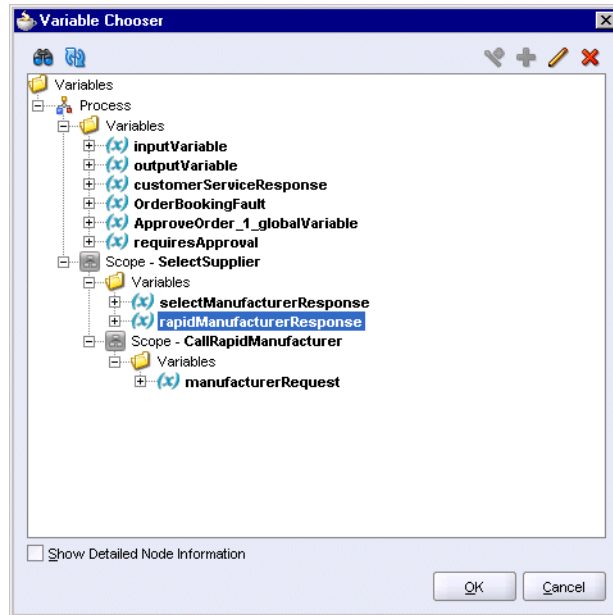 Variable Chooser
Variables
Process
Variables
(x) inputVariable
(x) outputVariable
(x) customerServiceResponse
(x) OrderBookingFault
(x) ApproveOrder_1_globalVariable
(x) requiresApproval
Scope - SelectSupplier
Variables
(x) selectManufacturerResponse
(x) rapidManufacturerResponse
Scope - CallRapidManufacturer
Variables
(x) manufacturerRequest
Show Detailed Node Information
OK Cancel